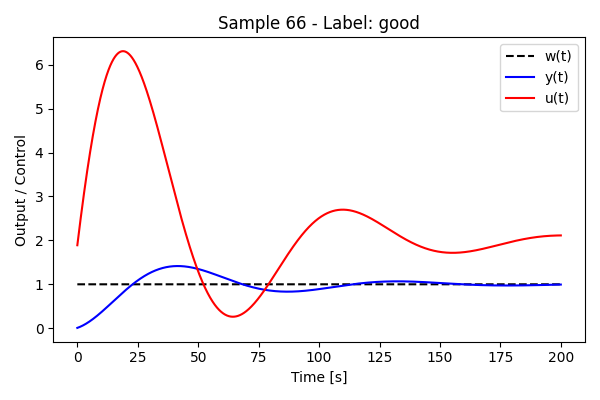 Sample 66 - Label: good
Output / Control
6
5
4
3
2
1
0
w(t)
y(t)
u(t)
0 25 50 75 100 125 150 175 200
Time [s]